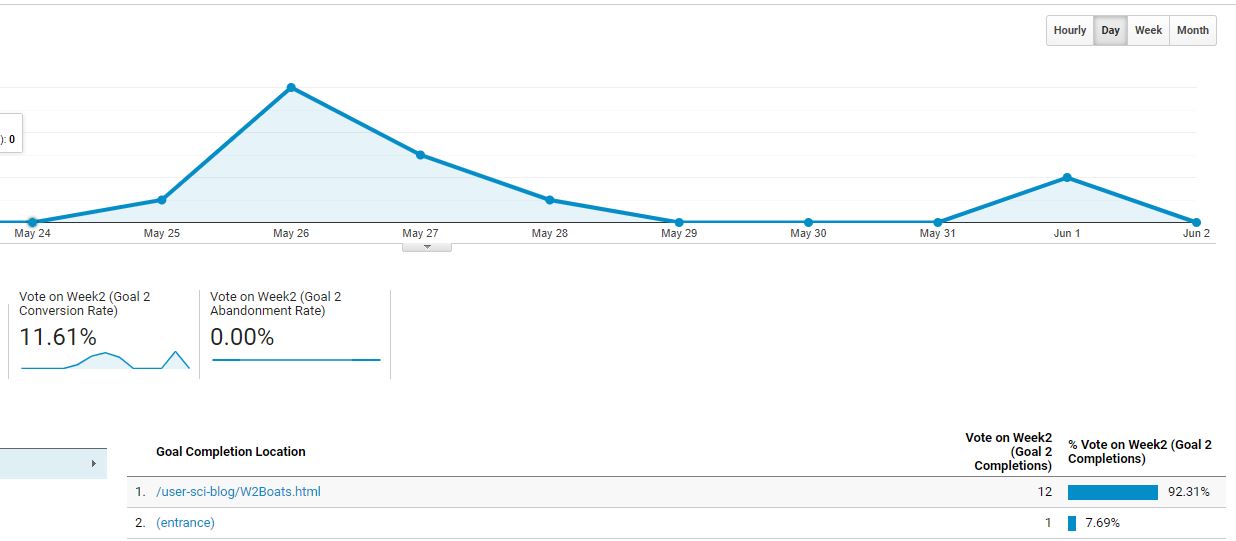 Hourly Day Week Month
): 0
May 24 May 25 May 26 May 27 May 28 May 29 May 30 May 31 Jun 1 Jun 2
Vote on Week2 (Goal 2
Conversion Rate)
11.61%
Vote on Week2 (Goal 2
Abandonment Rate)
0.00%
Goal Completion Location
Vote on Week2
(Goal 2
Completions)
% Vote on Week2 (Goal 2
Completions)
1. /user-sci-blog/W2Boats.html 12 92.31%
2. (entrance) 1 7.69%